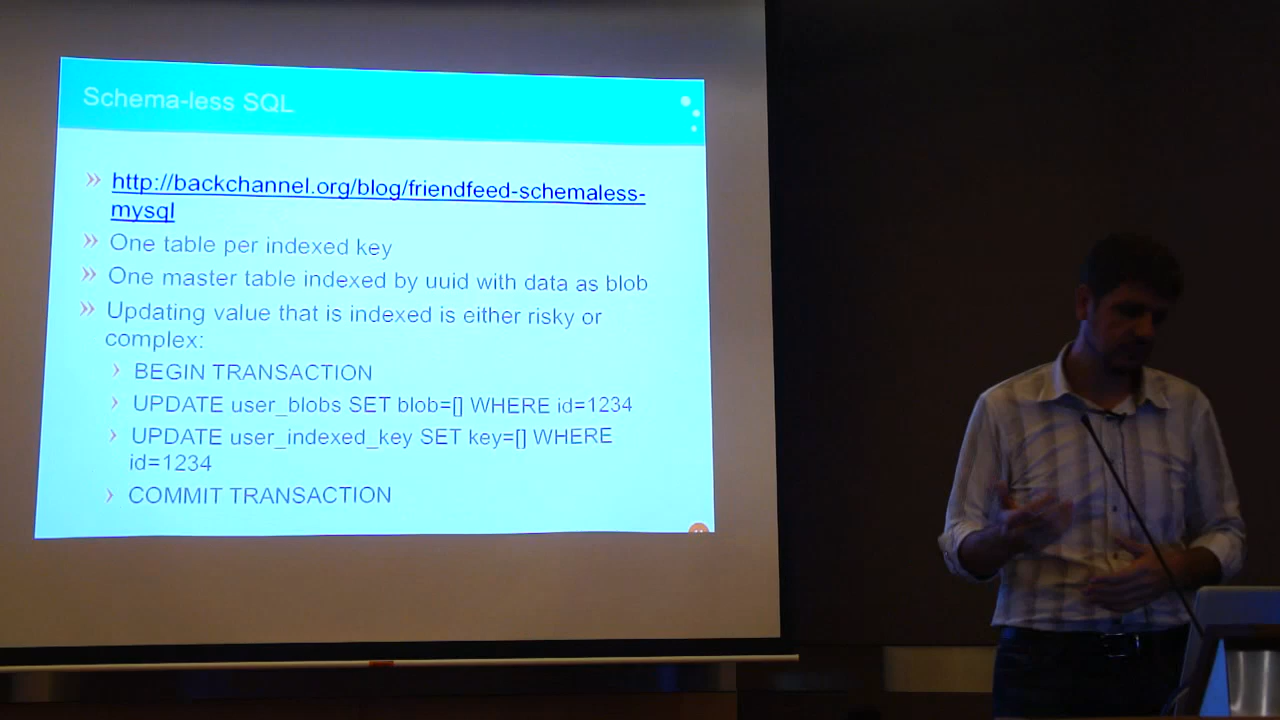 Schema-less SQL
» http://backchannel.org/blog/friendfeed-schemaless-
mysql
» One table per indexed key
» One master table indexed by uuid with data as blob
» Updating value that is indexed is either risky or
complex:
› BEGIN TRANSACTION
› UPDATE user_blobs SET blob=[] WHERE id=1234
› UPDATE user_indexed_key SET key=[] WHERE
id=1234
› COMMIT TRANSACTION